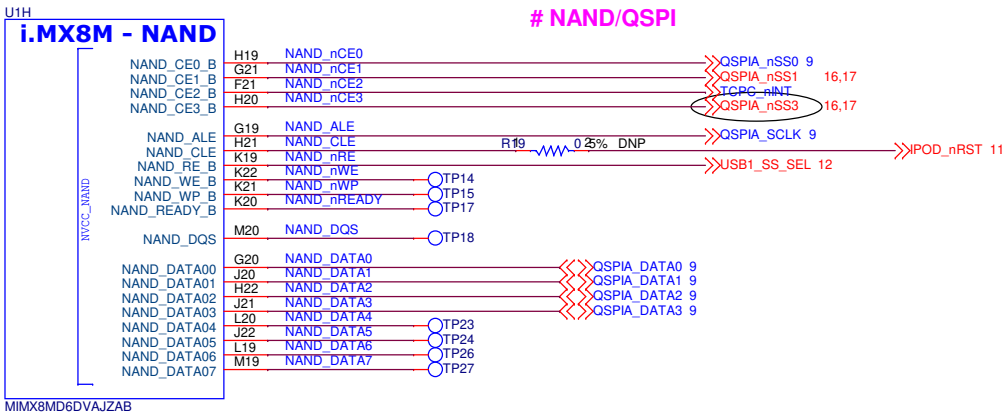 U1H
# NAND/QSPI
i.MX8M - NAND
NVCC_NAND
NAND_CE0_B H19 NAND_nCE0 QSPIA_nSS0 9
NAND_CE1_B G21 NAND_nCE1 QSPIA_nSS1 16,17
NAND_CE2_B F21 NAND_nCE2 TCPC_nINT
NAND_CE3_B H20 NAND_nCE3 QSPIA_nSS3 16,17
NAND_ALE G19 NAND_ALE QSPIA_SCLK 9
NAND_CLE H21 NAND_CLE 0 5% DNP IPOD_nRST 11
NAND_RE_B K19 NAND_nRE USB1_SS_SEL 12
NAND_WE_B K22 NAND_nWE TP14
NAND_WP_B K21 NAND_nWP TP15
NAND_READY_B K20 NAND_nREADY TP17
NAND_DQS M20 NAND_DQS TP18
NAND_DATA00 G20 NAND_DATA0 QSPIA_DATA0 9
NAND_DATA01 J20 NAND_DATA1 QSPIA_DATA1 9
NAND_DATA02 H22 NAND_DATA2 QSPIA_DATA2 9
NAND_DATA03 J21 NAND_DATA3 QSPIA_DATA3 9
NAND_DATA04 L20 NAND_DATA4 TP23
NAND_DATA05 J22 NAND_DATA5 TP24
NAND_DATA06 L19 NAND_DATA6 TP26
NAND_DATA07 M19 NAND_DATA7 TP27
MIMX8MD6DVAJZAB